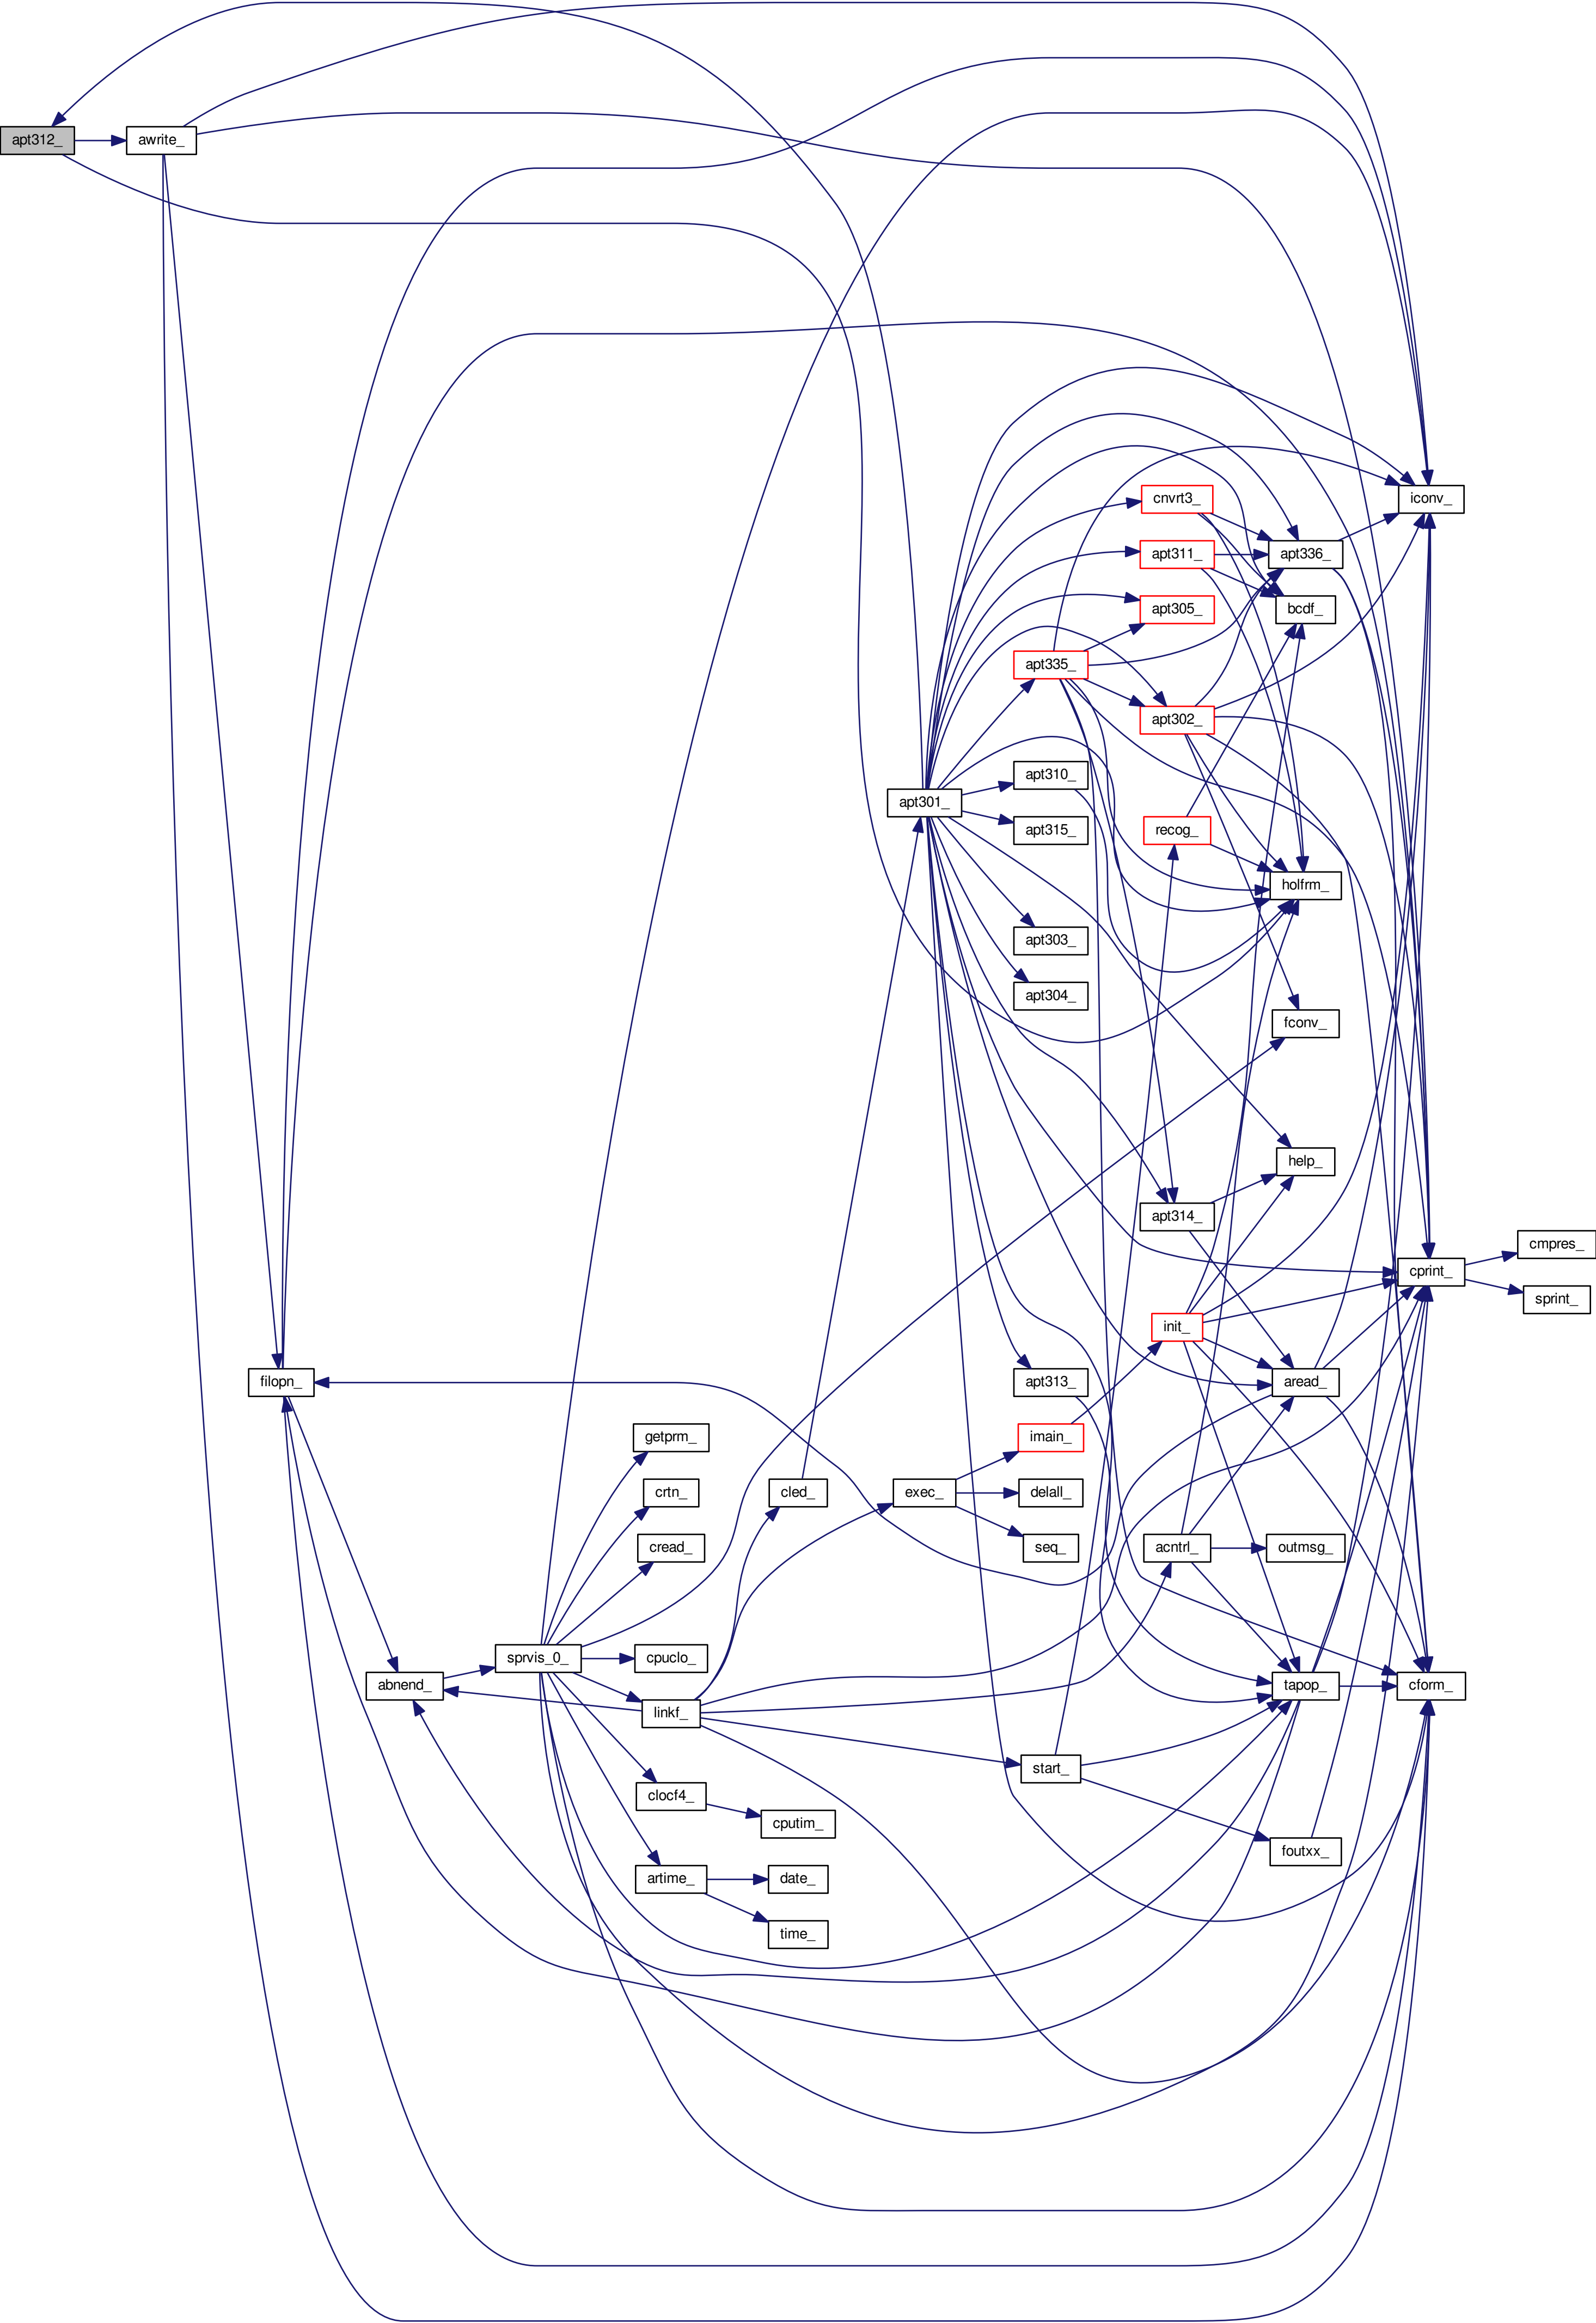 apt312_
awrite_
iconv_
cnvrt3_
apt311_
apt336_
apt305_
bcdf_
apt335_
apt302_
apt310_
apt301_
apt315_
recog_
holfrm_
apt303_
apt304_
fconv_
help_
apt314_
cmpres_
cprint_
sprint_
init_
filopn_
apt313_
aread_
getprm_
imain_
crtn_
cled_
exec_
delall_
cread_
seq_
acntrl_
outmsg_
sprvis_0_
cpuclo_
abnend_
tapop_
cform_
linkf_
start_
clocf4_
cputim_
foutxx_
artime_
date_
time_